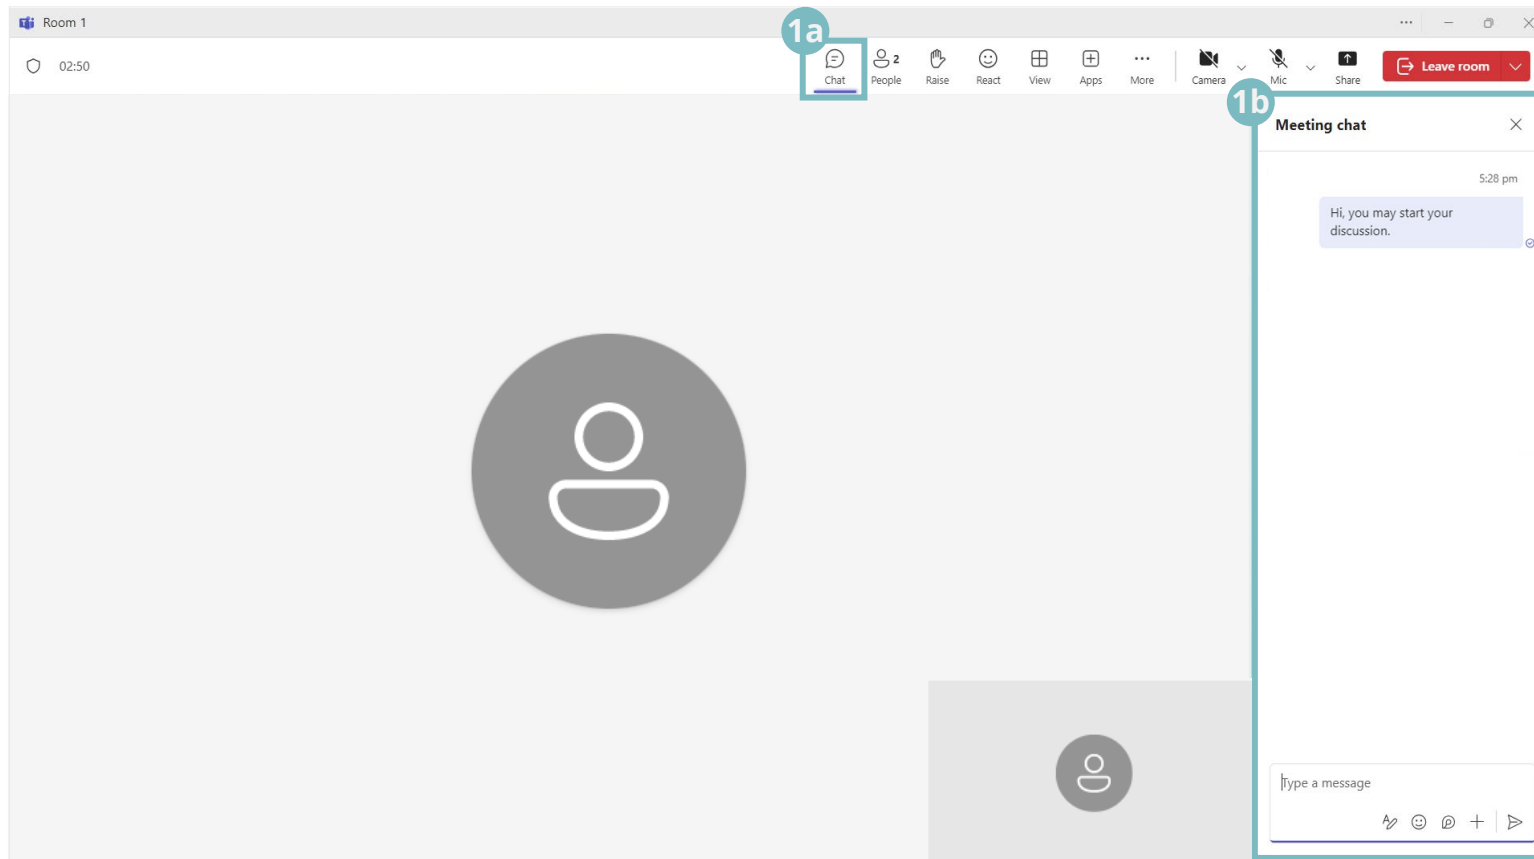 Room 1
1a
02:50
Chat
People 2
Raise
React
View
Apps
More
Camera
Mic
Share
Leave room
1b
Meeting chat
5:28 pm
Hi, you may start your
discussion.
Type a message